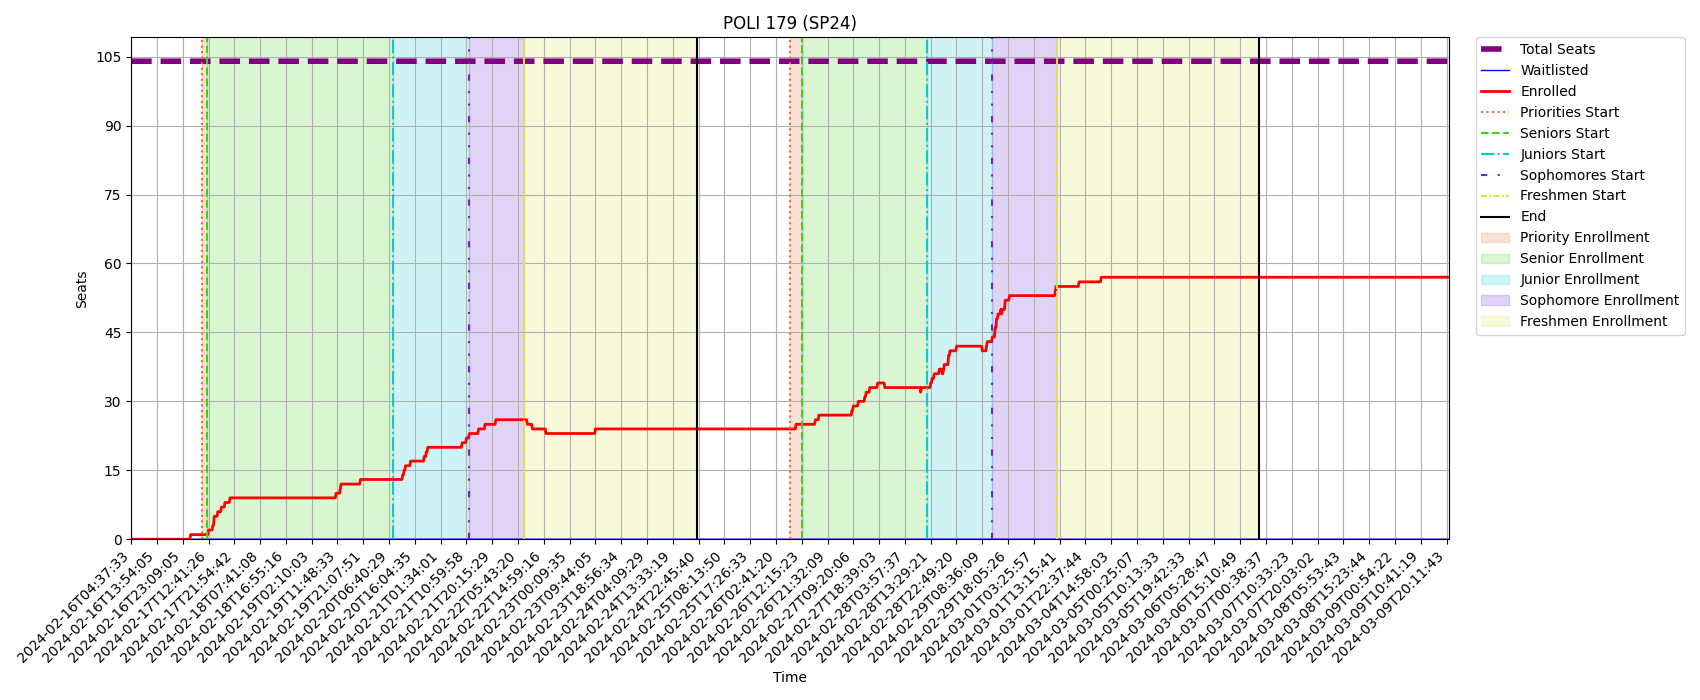 POLI 179 (SP24)
Total Seats
Waitlisted
Enrolled
Priorities Start
Seniors Start
Juniors Start
Sophomores Start
Freshmen Start
End
Priority Enrollment
Senior Enrollment
Junior Enrollment
Sophomore Enrollment
Freshmen Enrollment
Seats
105
90
75
60
45
30
15
0
2024-02-16T04:37:33
2024-02-16T13:54:05
2024-02-16T23:09:05
2024-02-17T12:41:26
2024-02-17T21:54:42
2024-02-18T07:41:08
2024-02-18T16:55:16
2024-02-19T02:10:03
2024-02-19T11:48:33
2024-02-19T21:07:51
2024-02-20T06:40:29
2024-02-20T16:04:35
2024-02-21T01:34:01
2024-02-21T10:59:58
2024-02-21T20:15:29
2024-02-22T05:43:20
2024-02-22T14:59:16
2024-02-23T00:09:35
2024-02-23T09:44:05
2024-02-23T18:56:34
2024-02-24T04:09:29
2024-02-24T13:33:19
2024-02-24T22:45:40
2024-02-25T08:13:50
2024-02-25T17:26:33
2024-02-26T02:41:20
2024-02-26T12:15:23
2024-02-26T21:32:09
2024-02-27T09:20:06
2024-02-27T18:39:03
2024-02-28T03:57:37
2024-02-28T13:29:21
2024-02-28T22:49:20
2024-02-29T08:36:09
2024-02-29T18:05:26
2024-03-01T03:25:57
2024-03-01T13:15:41
2024-03-01T22:37:44
2024-03-04T14:58:03
2024-03-05T00:25:07
2024-03-05T10:13:33
2024-03-05T19:42:33
2024-03-06T05:28:47
2024-03-06T15:10:49
2024-03-07T00:38:37
2024-03-07T10:33:23
2024-03-07T20:03:02
2024-03-08T05:53:43
2024-03-08T15:23:44
2024-03-09T00:54:22
2024-03-09T10:41:19
2024-03-09T20:11:43
Time